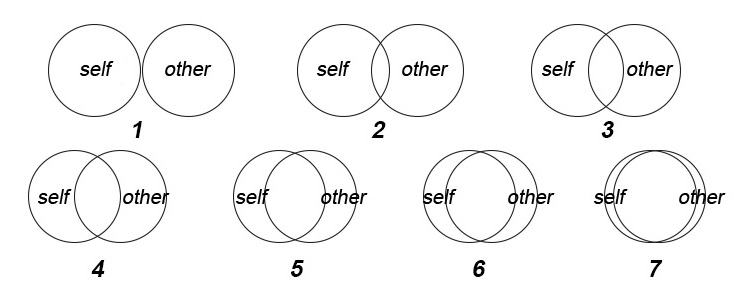 self other self other self other
1 2 3
self other self other self other self other
4 5 6 7